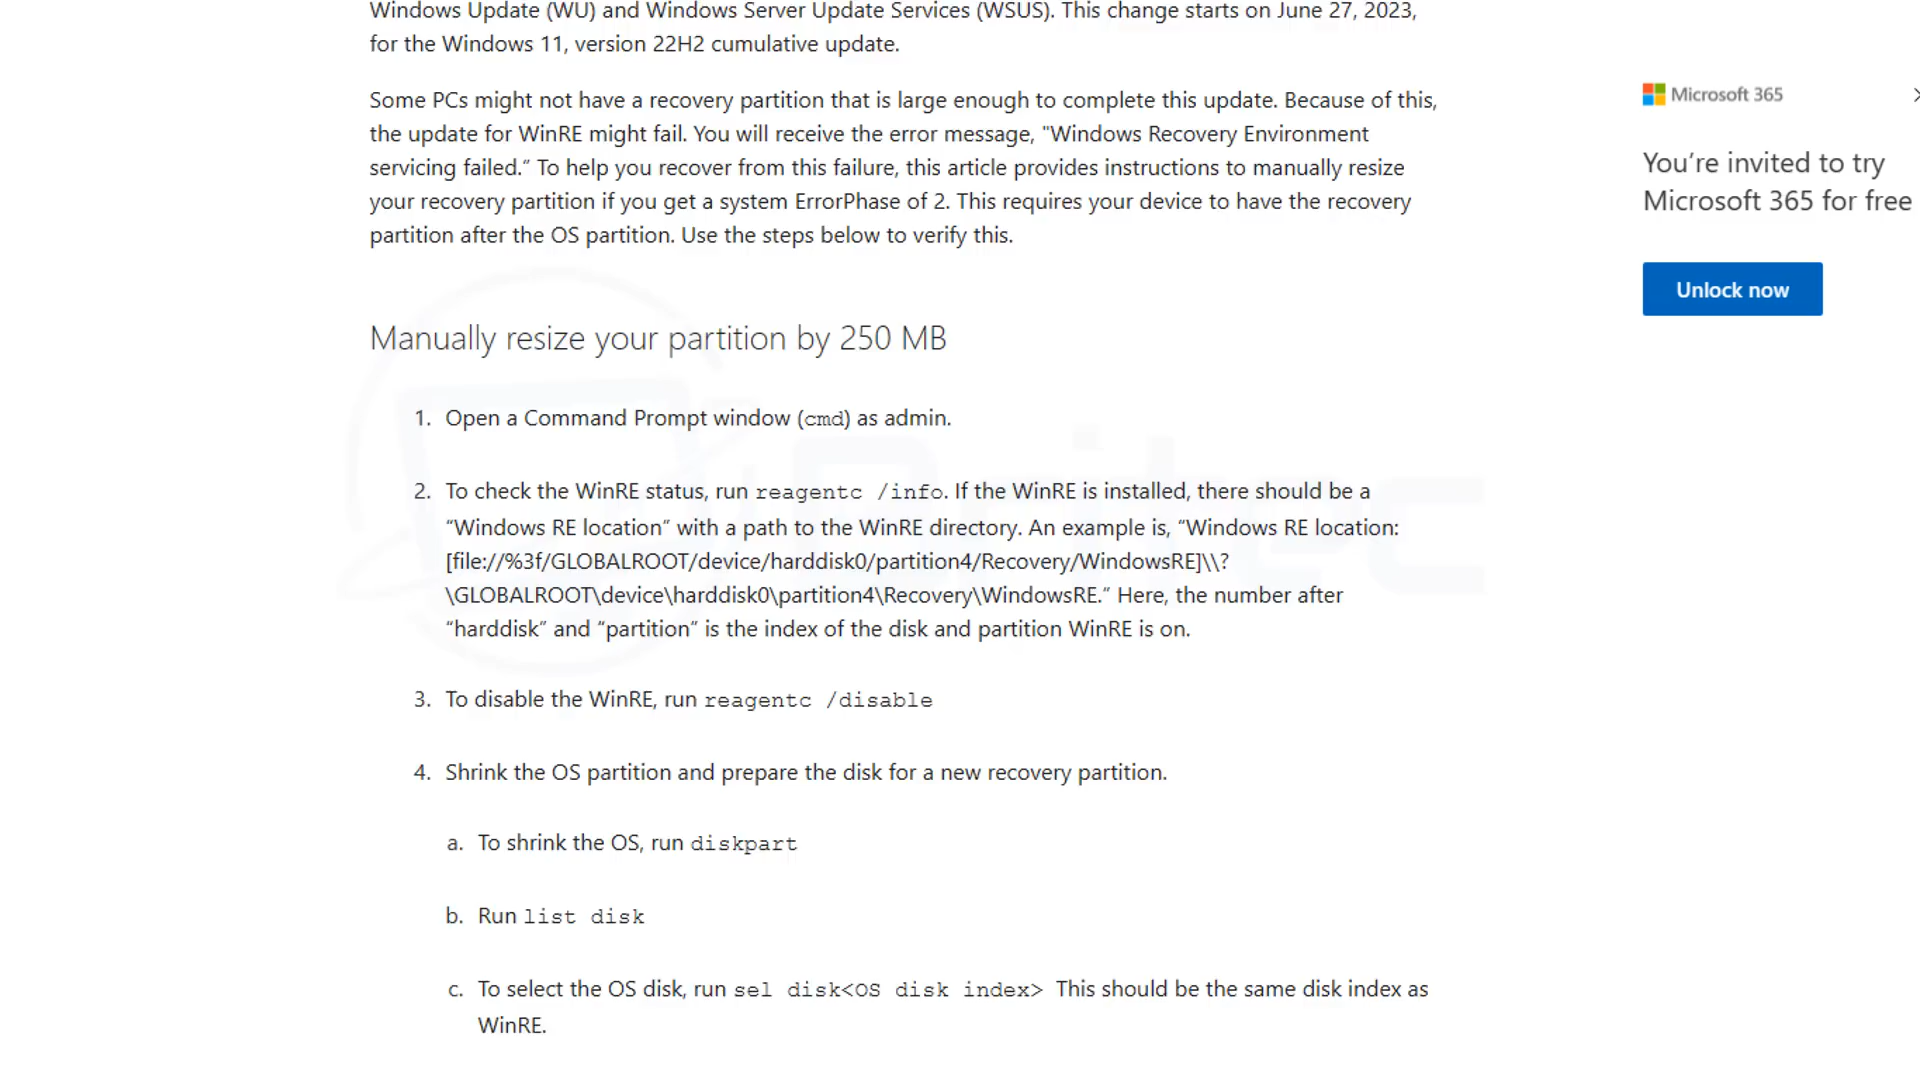 Windows Update (WU) and Windows Server Update Services (WSUS). This change starts on June 27, 2023,
for the Windows 11, version 22H2 cumulative update.
Some PCs might not have a recovery partition that is large enough to complete this update. Because of this,
the update for WinRE might fail. You will receive the error message, "Windows Recovery Environment
servicing failed.” To help you recover from this failure, this article provides instructions to manually resize
your recovery partition if you get a system ErrorPhase of 2. This requires your device to have the recovery
partition after the OS partition. Use the steps below to verify this.
Manually resize your partition by 250 MB
1. Open a Command Prompt window (cmd) as admin.
2. To check the WinRE status, run reagentc /info. If the WinRE is installed, there should be a
“Windows RE location” with a path to the WinRE directory. An example is, “Windows RE location:
[file://%3f/GLOBALROOT/device/harddisk0/partition4/Recovery/WindowsRE]\\?
\GLOBALROOT\device\harddisk0\partition4\Recovery\WindowsRE.” Here, the number after
“harddisk” and “partition” is the index of the disk and partition WinRE is on.
3. To disable the WinRE, run reagentc /disable
4. Shrink the OS partition and prepare the disk for a new recovery partition.
a. To shrink the OS, run diskpart
b. Run list disk
c. To select the OS disk, run sel disk<OS disk index> This should be the same disk index as
WinRE.
Microsoft 365
You’re invited to try
Microsoft 365 for free
Unlock now
Britec